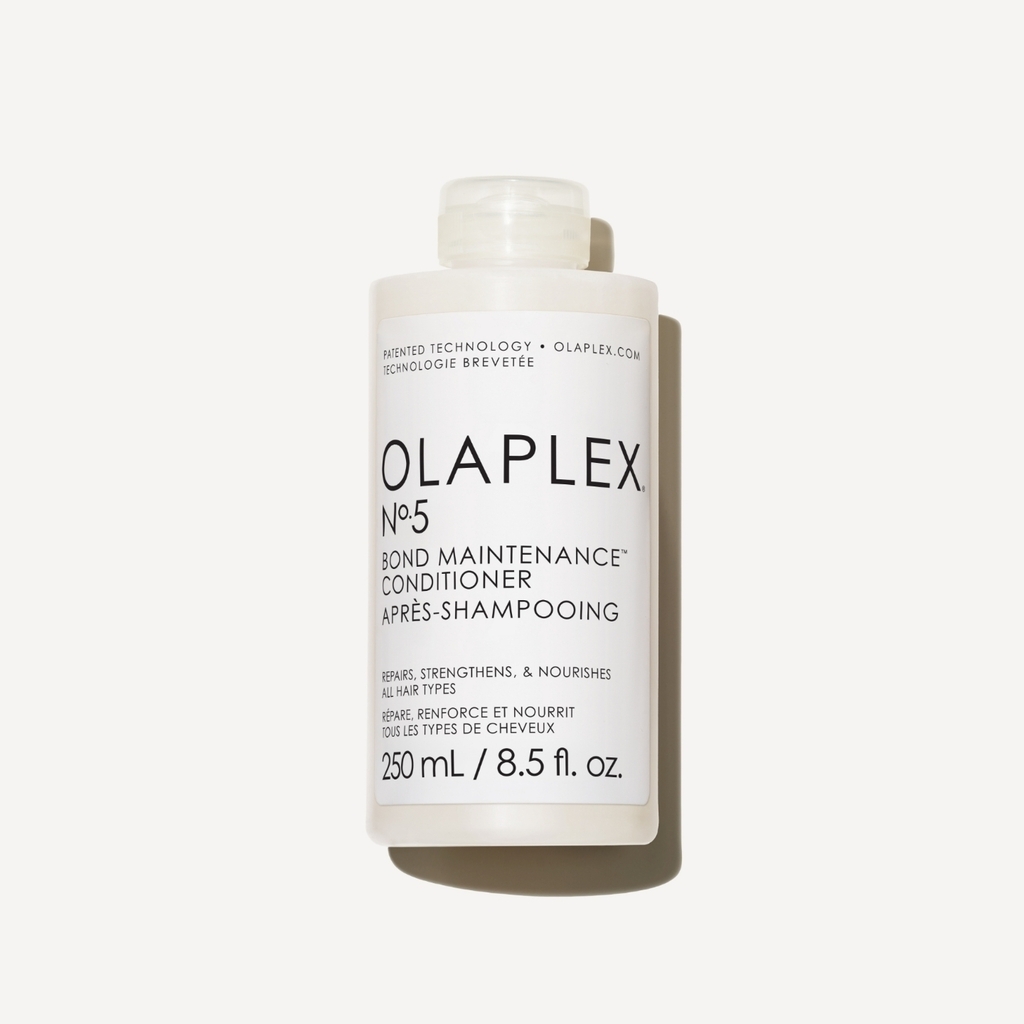 PATENTED TECHNOLOGY • OLAPLEX.COM
TECHNOLOGIE BREVETÉE
OLAPLEX®
Nº.5
BOND MAINTENANCE™
CONDITIONER
APRÈS-SHAMPOOING
REPAIRS, STRENGTHENS, & NOURISHES
ALL HAIR TYPES
RÉPARE, RENFORCE ET NOURRIT
TOUS LES TYPES DE CHEVEUX
250 mL / 8.5 fl. oz.